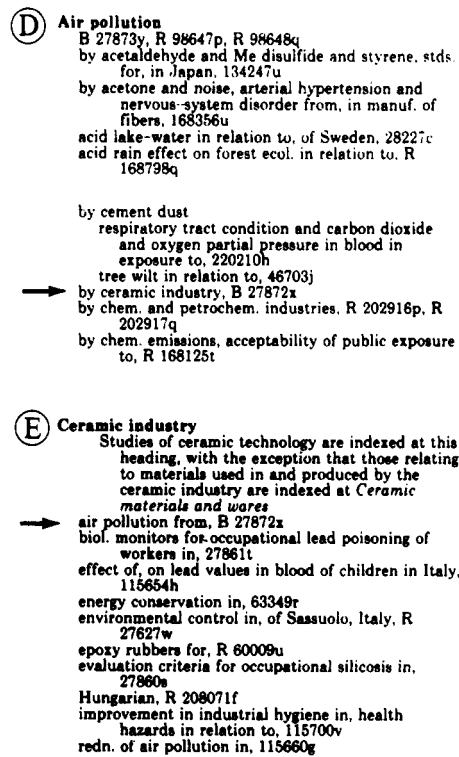 D Air pollution
B 27873y, R 98647p, R 98648q
by acetaldehyde and Me disulfide and styrene, stds.
for, in Japan, 134247u
by acetone and noise, arterial hypertension and
nervous-system disorder from, in manuf. of
fibers, 168356u
acid lake-water in relation to, of Sweden, 28227c
acid rain effect on forest ecol. in relation to, R
168798q
by cement dust
respiratory tract condition and carbon dioxide
and oxygen partial pressure in blood in
exposure to, 220210h
tree wilt in relation to, 46703j
by ceramic industry, B 27872x
by chem. and petrochem. industries, R 202916p, R
202917q
by chem. emissions, acceptability of public exposure
to, R 168125t
E Ceramic industry
Studies of ceramic technology are indexed at this
heading, with the exception that those relating
to materials used in and produced by the
ceramic industry are indexed at Ceramic
materials and wares
air pollution from, B 27872x
biol. monitors for occupational lead poisoning of
workers in, 27861t
effect of, on lead values in blood of children in Italy,
115654h
energy conservation in, 63349r
environmental control in, of Sassuolo, Italy, R
27627w
epoxy rubbers for, R 60009u
evaluation criteria for occupational silicosis in,
27860s
Hungarian, R 208071f
improvement in industrial hygiene in, health
hazards in relation to, 115700v
redn. of air pollution in, 115660g